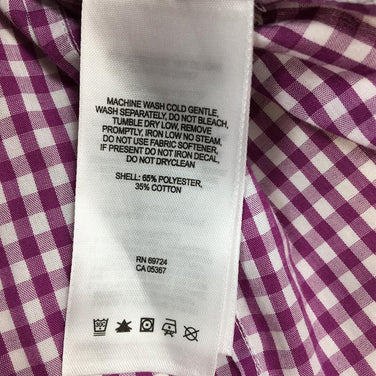 MACHINE WASH COLD GENTLE,
WASH SEPARATELY, DO NOT BLEACH,
TUMBLE DRY LOW, REMOVE
PROMPTLY, IRON LOW NO STEAM,
DO NOT USE FABRIC SOFTENER,
IF PRESENT DO NOT IRON DECAL,
DO NOT DRYCLEAN
SHELL: 65% POLYESTER,
35% COTTON
RN 69724
CA 05367